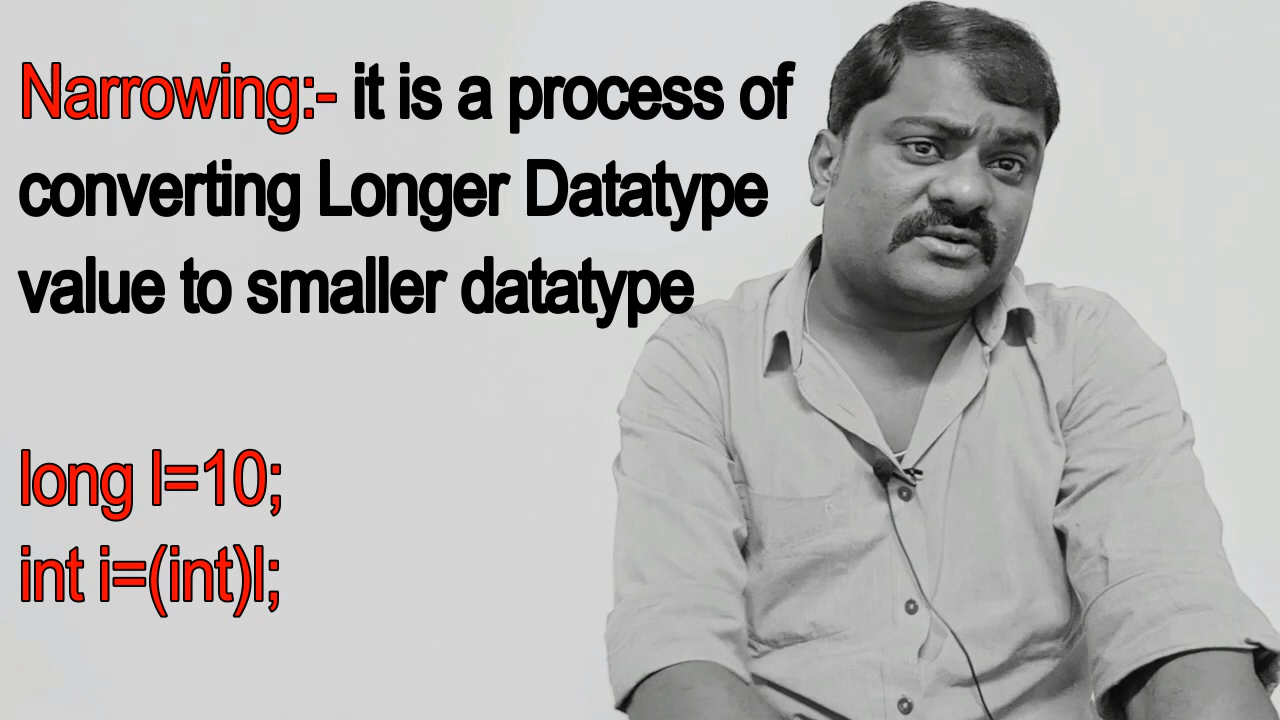 Narrowing:- it is a process of
converting Longer Datatype
value to smaller datatype
long l=10;
int i=(int)l;